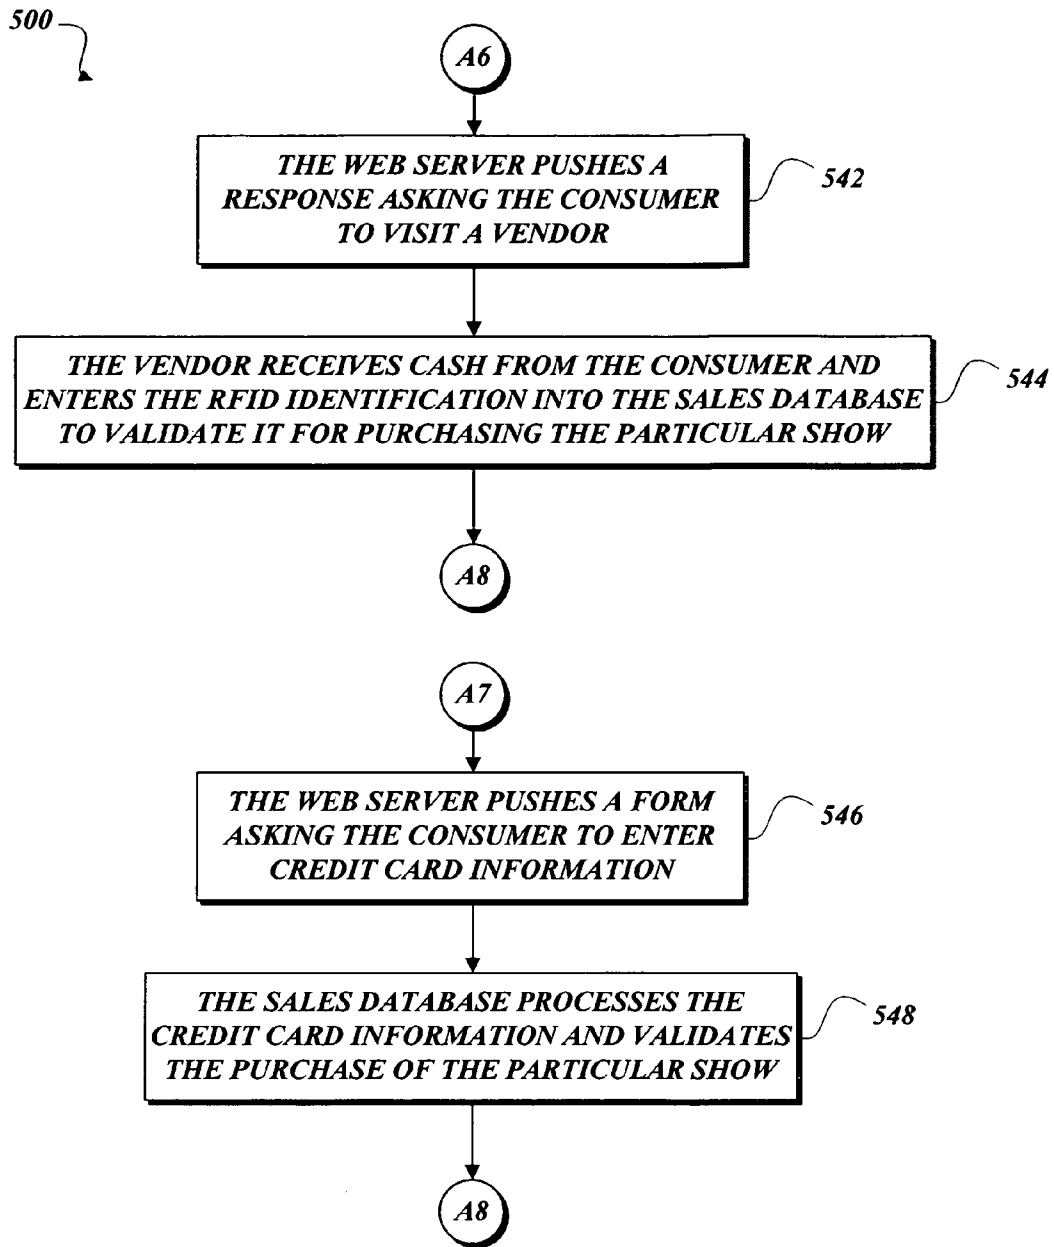 500
A6
THE WEB SERVER PUSHES A
RESPONSE ASKING THE CONSUMER
TO VISIT A VENDOR
542
THE VENDOR RECEIVES CASH FROM THE CONSUMER AND
ENTERS THE RFID IDENTIFICATION INTO THE SALES DATABASE
TO VALIDATE IT FOR PURCHASING THE PARTICULAR SHOW
544
A8
A7
THE WEB SERVER PUSHES A FORM
ASKING THE CONSUMER TO ENTER
CREDIT CARD INFORMATION
546
THE SALES DATABASE PROCESSES THE
CREDIT CARD INFORMATION AND VALIDATES
THE PURCHASE OF THE PARTICULAR SHOW
548
A8